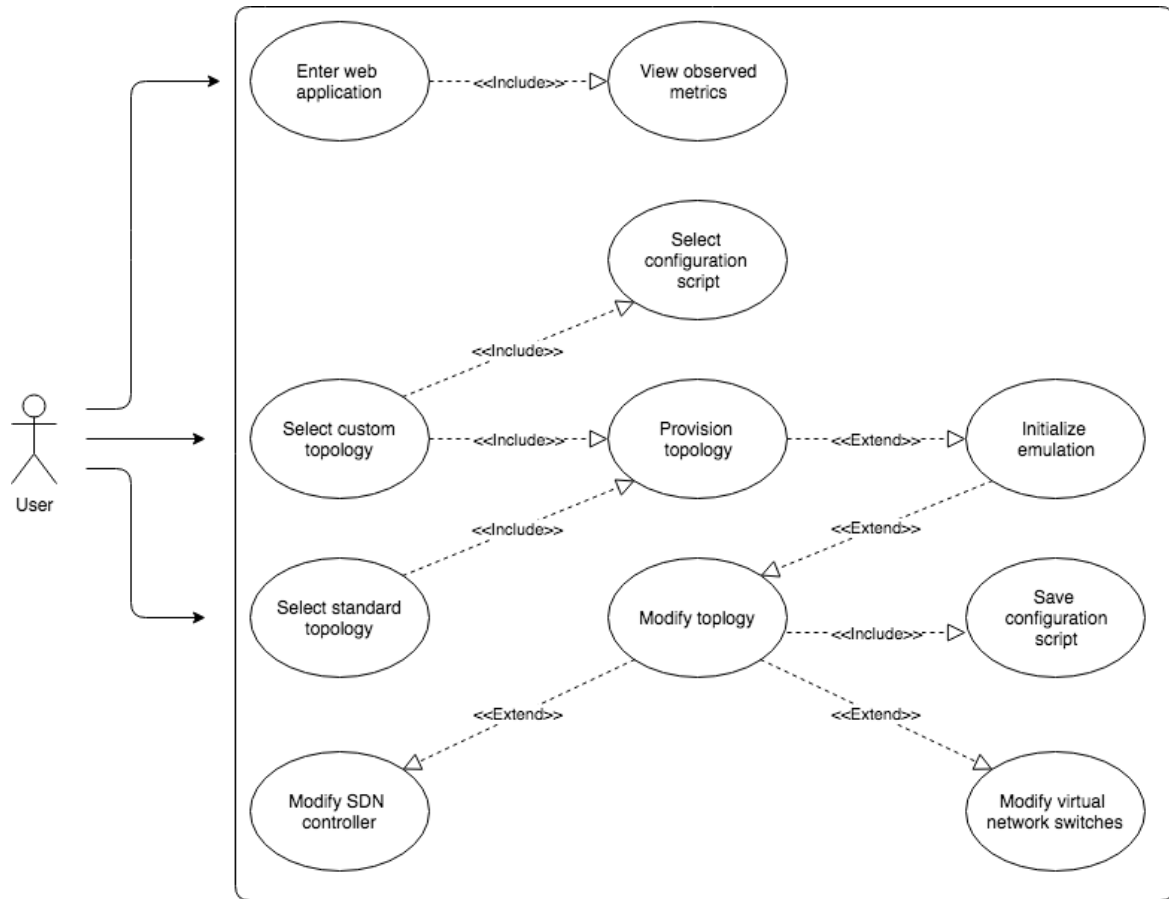 Enter web
application
<<Include>>
View observed
metrics
Select
configuration
script
<<Include>>
Select custom
topology
<<Include>>
Provision
topology
<<Extend>>
Initialize
emulation
User
<<Include>>
<<Extend>>
Select standard
topology
Modify toplogy
<<Include>>
Save
configuration
script
<<Extend>>
<<Extend>>
Modify SDN
controller
Modify virtual
network switches